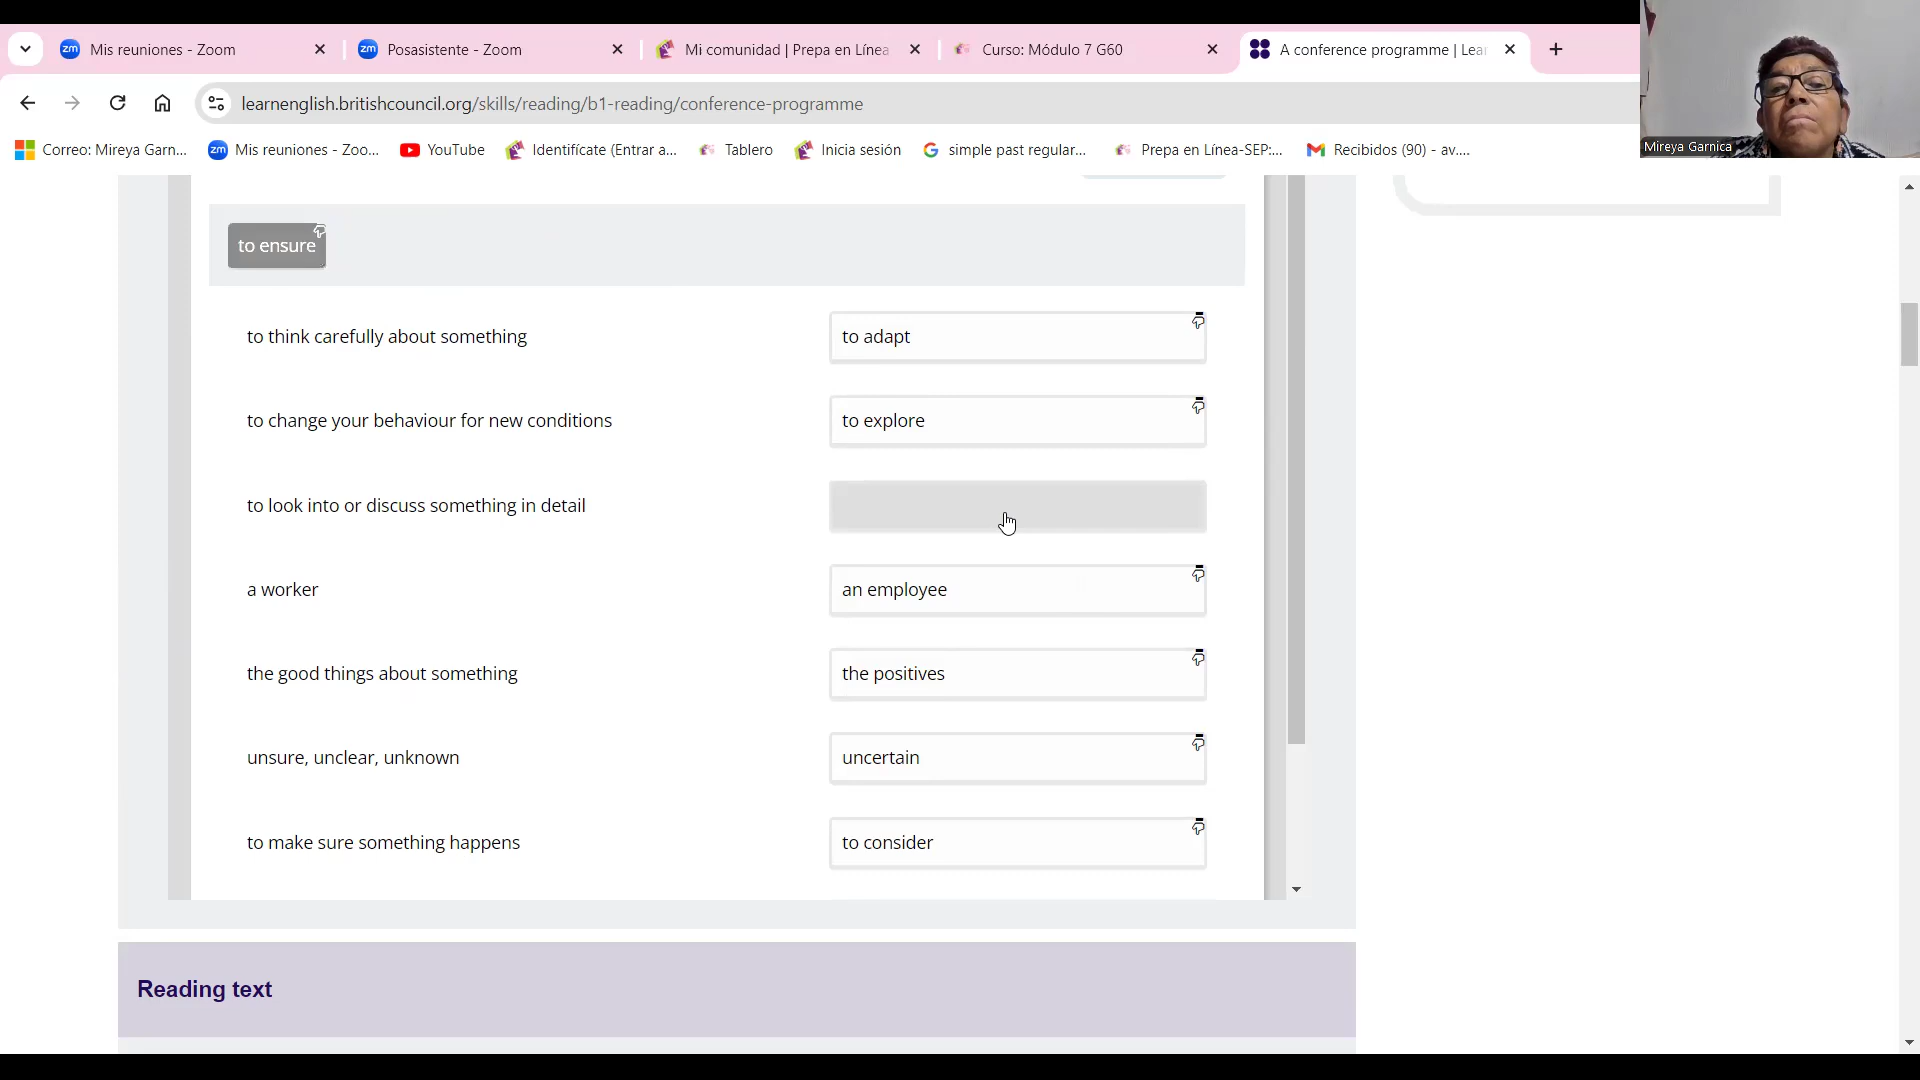 Mis reuniones - Zoom
Posasistente - Zoom
Mi comunidad | Prepa en Línea
Curso: Módulo 7 G60
A conference programme | Lea
learnenglish.britishcouncil.org/skills/reading/b1-reading/conference-programme
Correo: Mireya Garn...
Mis reuniones - Zoo...
YouTube
Identifícate (Entrar a...
Tablero
Inicia sesión
simple past regular...
Prepa en Línea-SEP:...
Recibidos (90) - av....
Mireya Garnica
to ensure
to think carefully about something
to adapt
to change your behaviour for new conditions
to explore
to look into or discuss something in detail
a worker
an employee
the good things about something
the positives
unsure, unclear, unknown
uncertain
to make sure something happens
to consider
Reading text